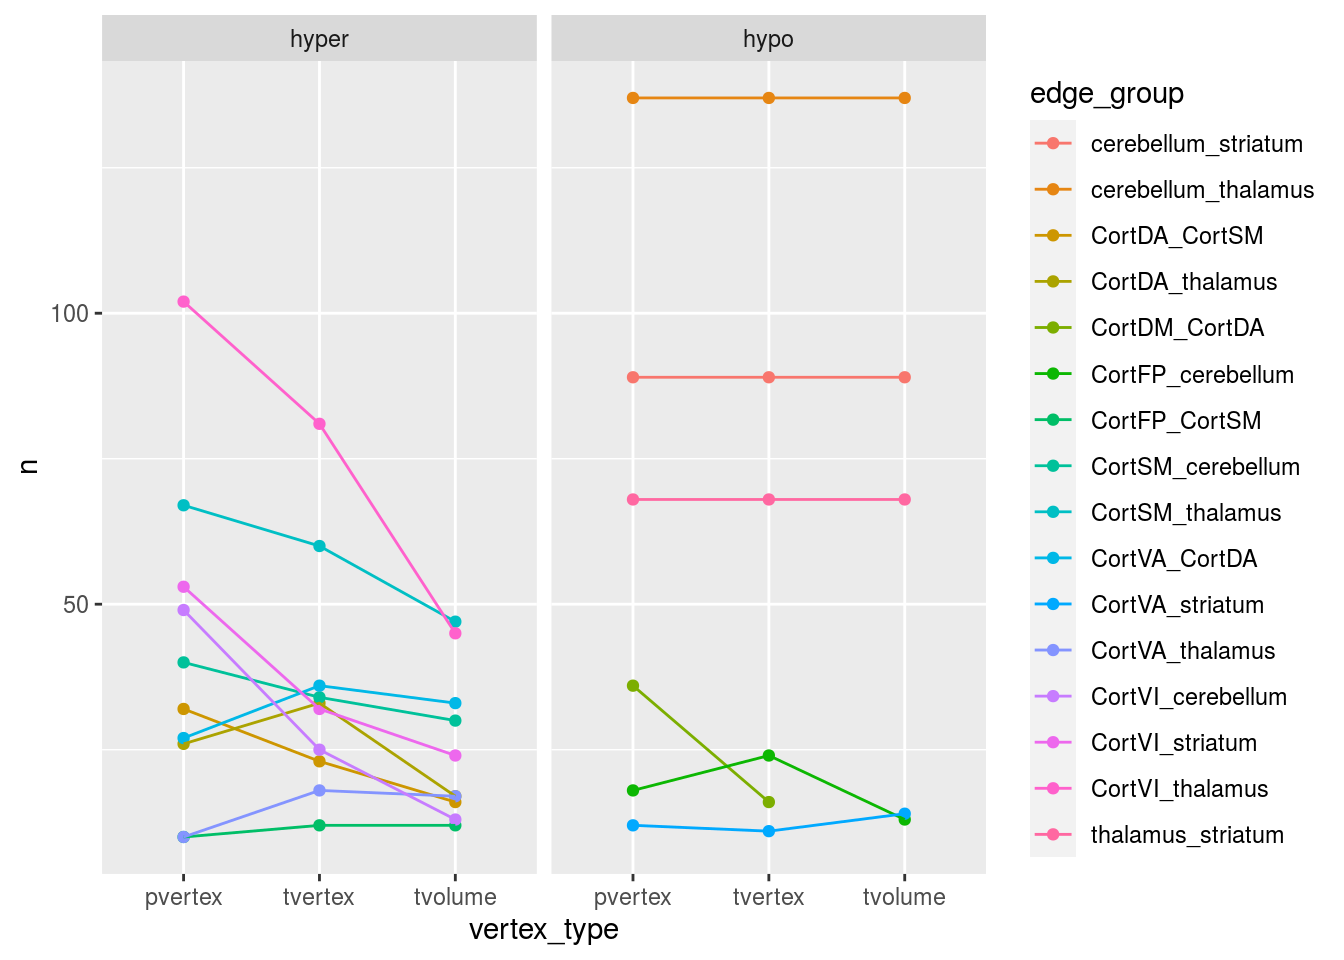 hyper
hypo
n
100
50
pvertex
tvertex
tvolume
pvertex
tvertex
tvolume
vertex_type
edge_group
cerebellum_striatum
cerebellum_thalamus
CortDA_CortSM
CortDA_thalamus
CortDM_CortDA
CortFP_cerebellum
CortFP_CortSM
CortSM_cerebellum
CortSM_thalamus
CortVA_CortDA
CortVA_striatum
CortVA_thalamus
CortVI_cerebellum
CortVI_striatum
CortVI_thalamus
thalamus_striatum